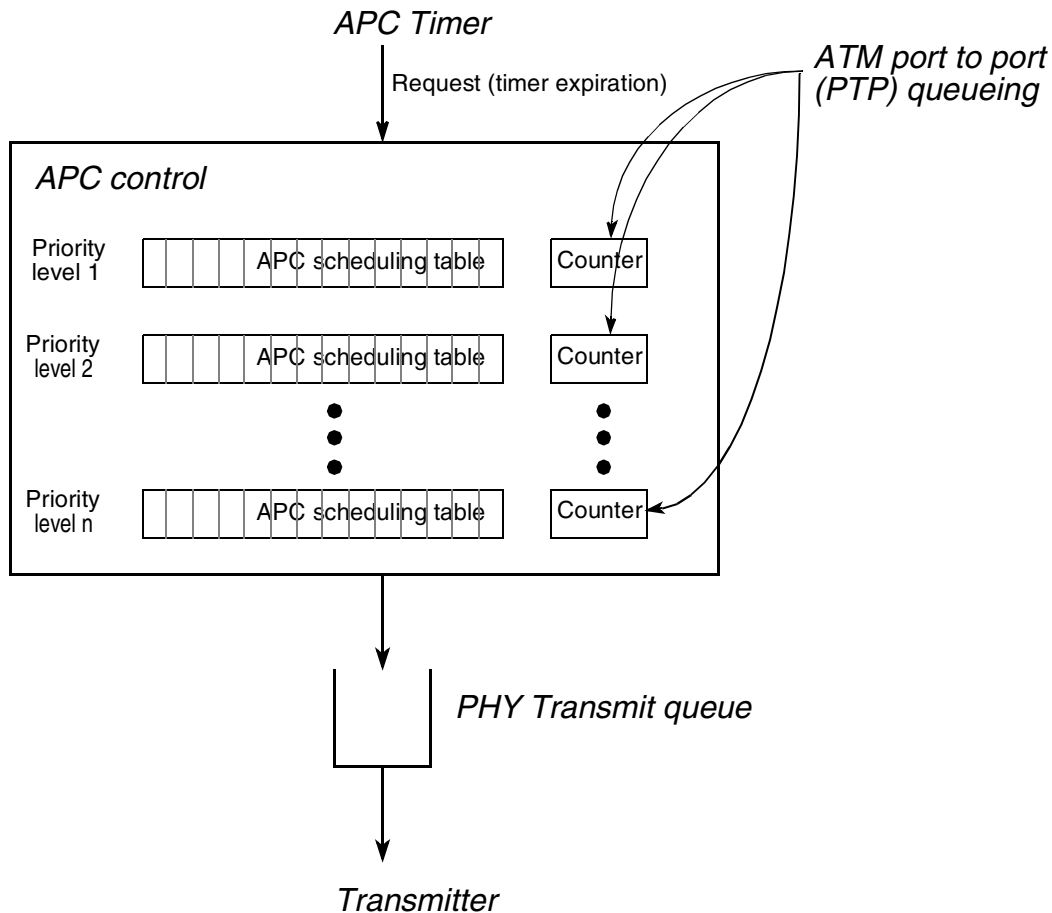 APC Timer
Request (timer expiration)
ATM port to port
(PTP) queueing
APC control
Priority
level 1
APC scheduling table
Counter
Priority
level 2
APC scheduling table
Counter
Priority
level n
APC scheduling table
Counter
PHY Transmit queue
Transmitter